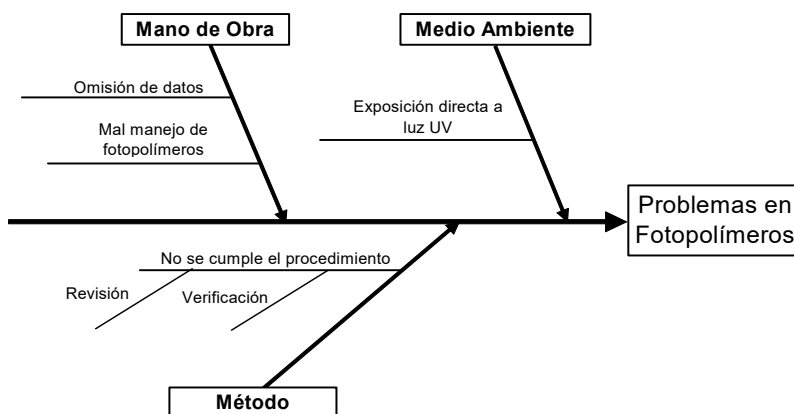 Mano de Obra
Medio Ambiente
Omisión de datos
Mal manejo de
fotopolímeros
Exposición directa a
luz UV
Problemas en
Fotopolímeros
No se cumple el procedimiento
Revisión
Verificación
Método